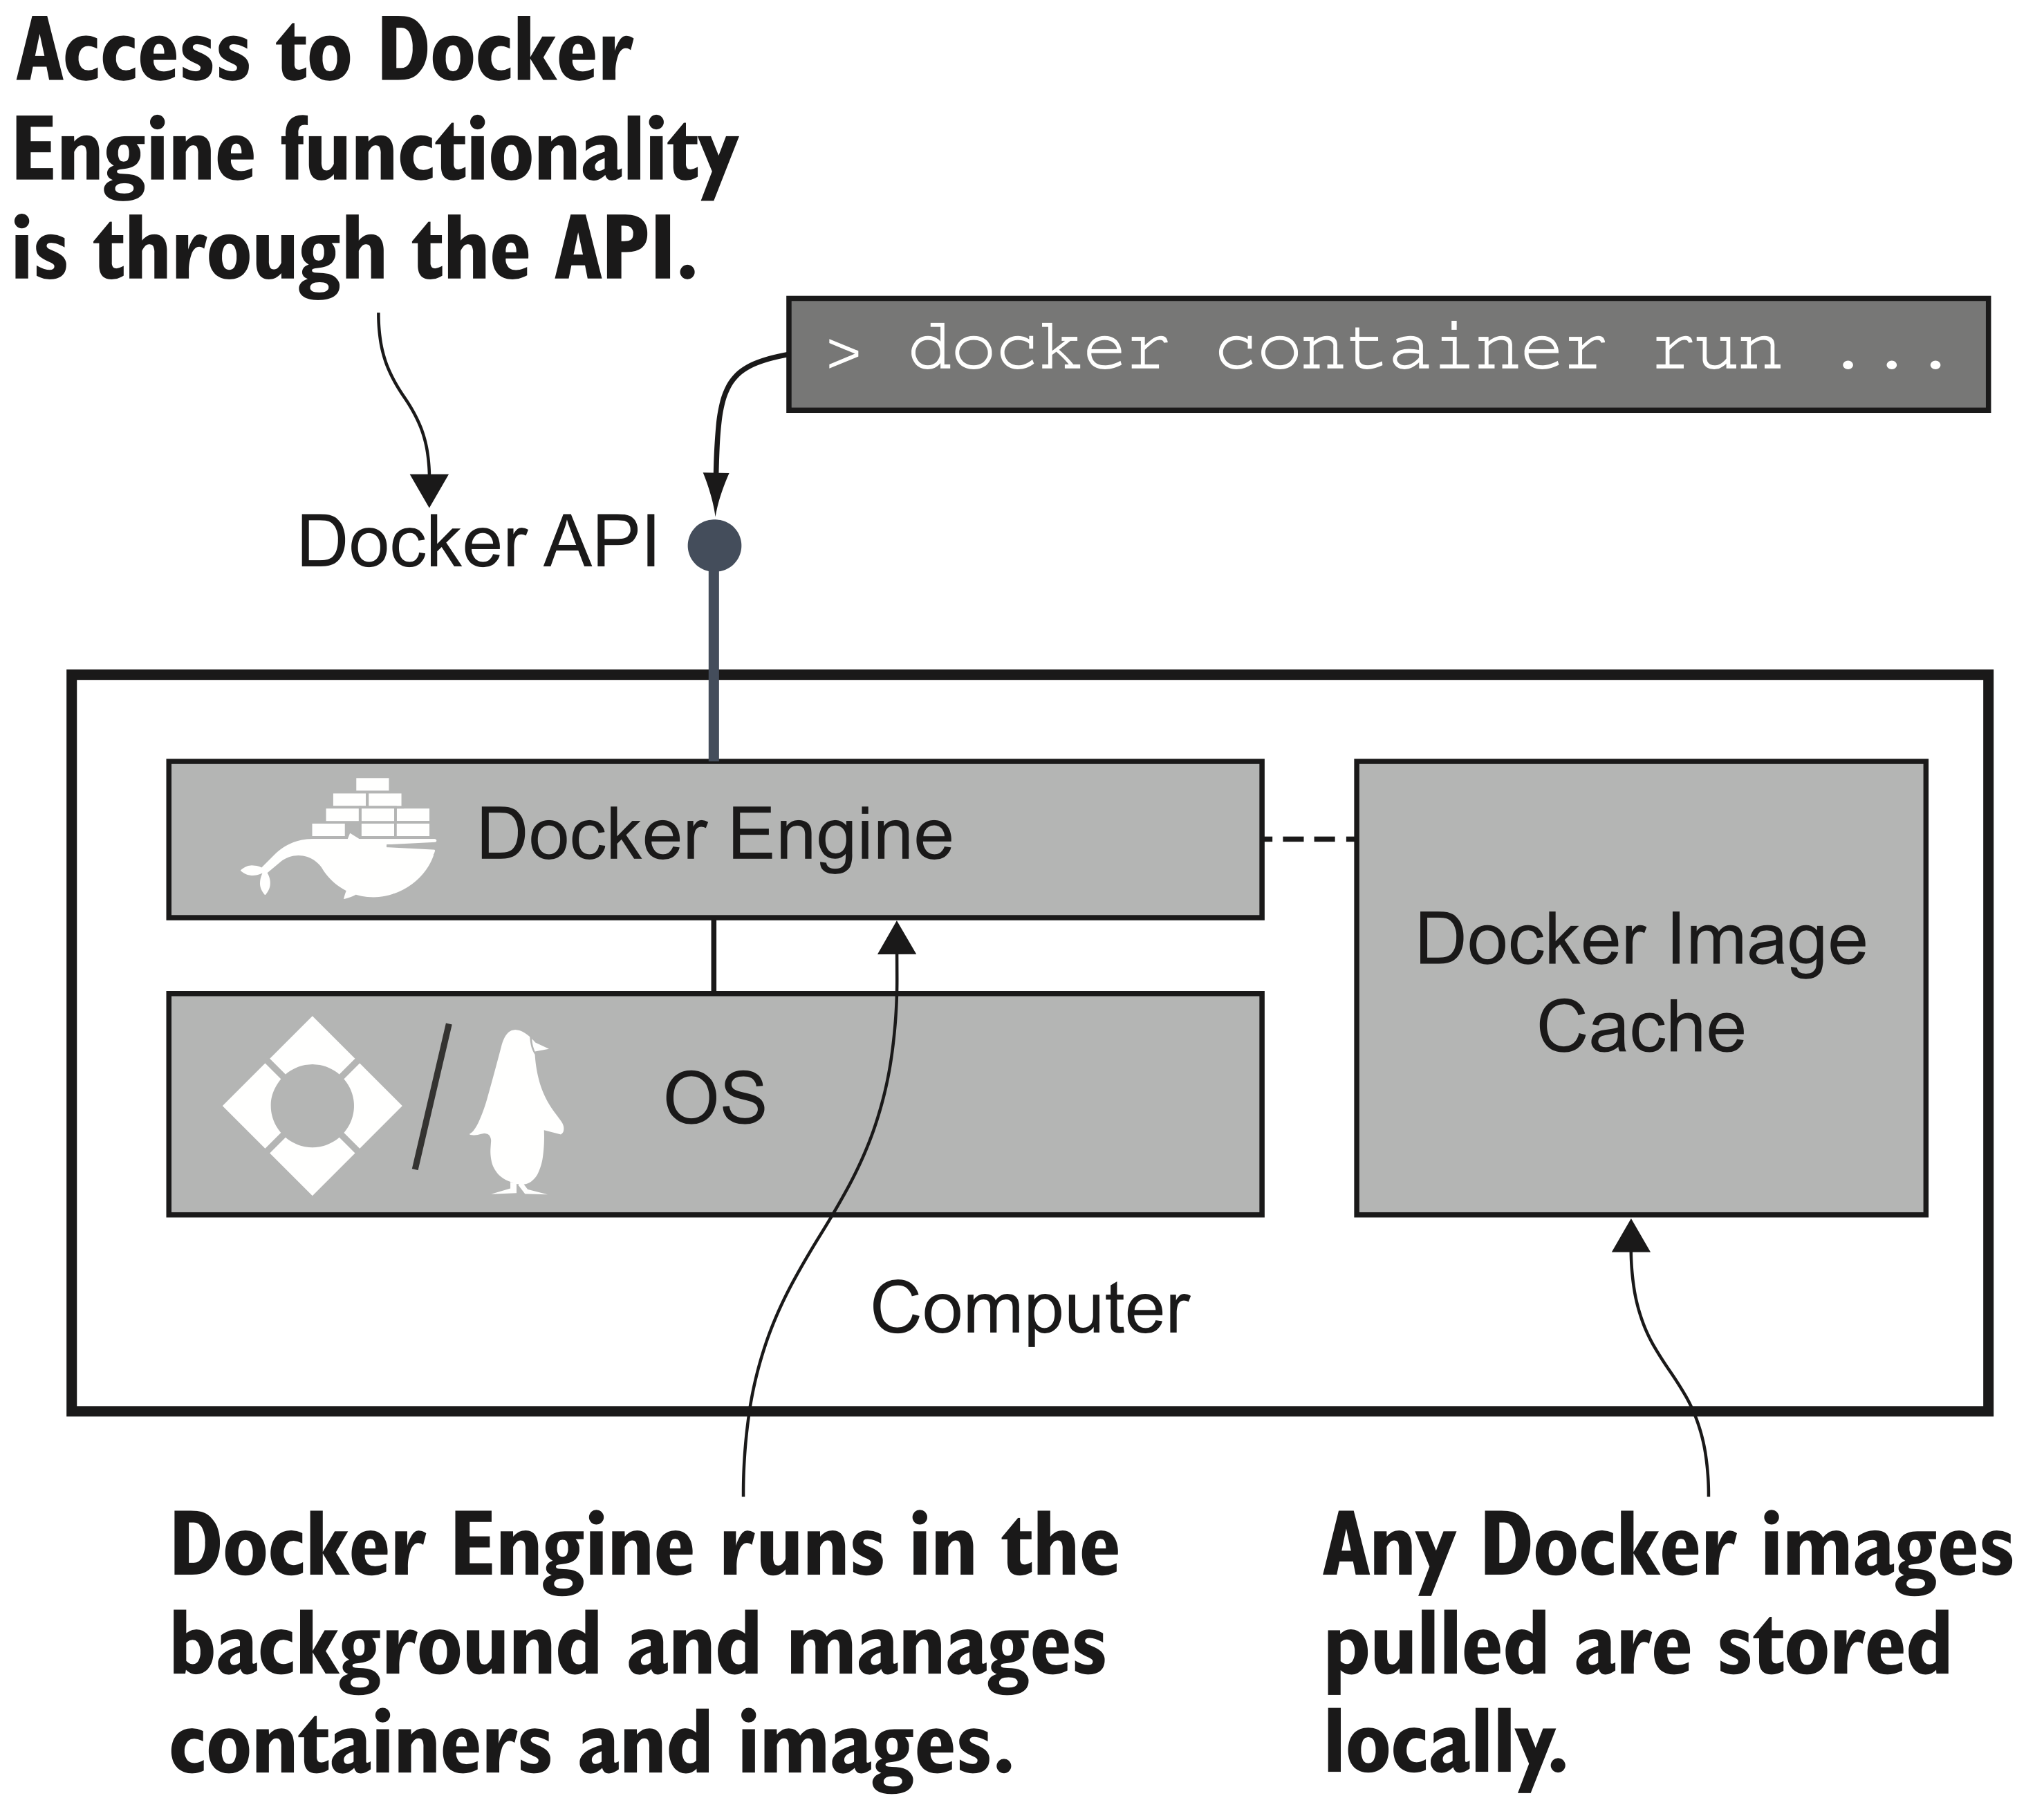 Access to Docker
Engine functionality
is through the API.
> docker container run ...
Docker API
Docker Engine
Docker Image
Cache
OS
Computer
Docker Engine runs in the
background and manages
containers and images.
Any Docker images
pulled are stored
locally.